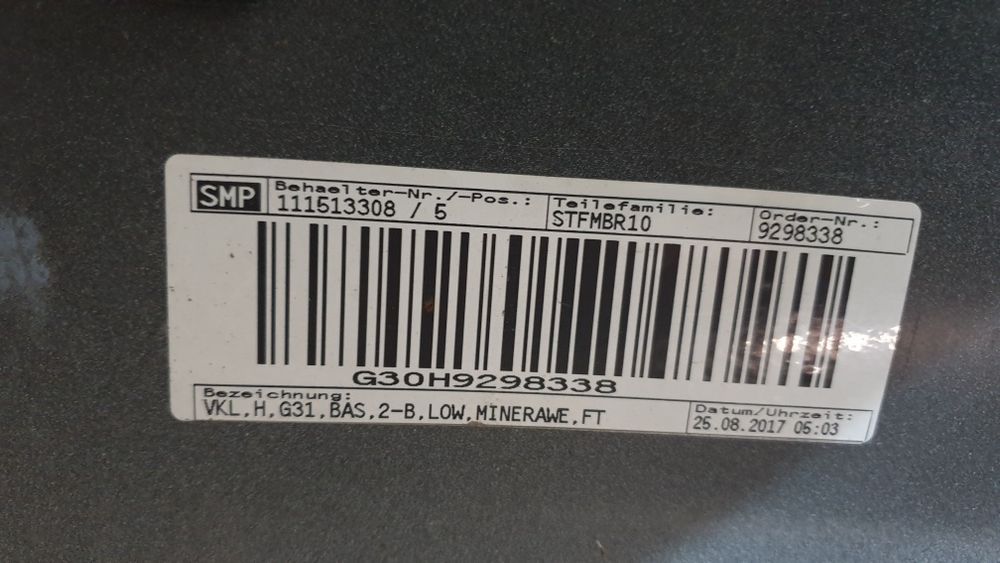 SMP
Behaelter-Nr./-Pos.:
111513308 / 5
Teilefamilie:
STFMBR10
Order-Nr.:
9298338
G30H9298338
Bezeichnung:
VKL,H,G31,BAS,2-B,LOW,MINERAWE,FT
Datum/Uhrzeit:
25.08.2017 05:03